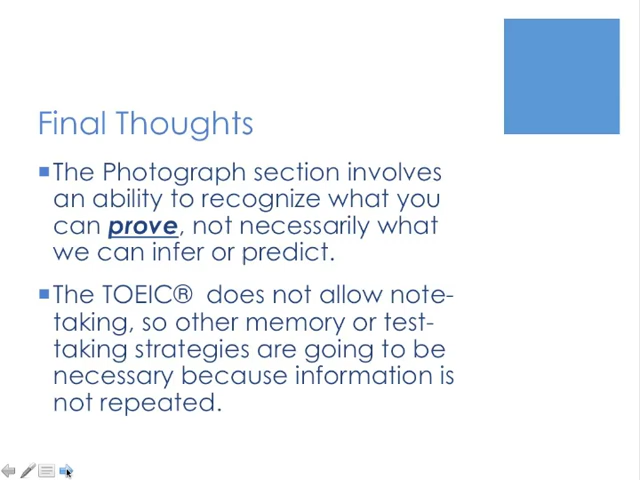 Final Thoughts
The Photograph section involves
an ability to recognize what you
can prove, not necessarily what
we can infer or predict.
The TOEIC®  does not allow note-
taking, so other memory or test-
taking strategies are going to be
necessary because information is
not repeated.